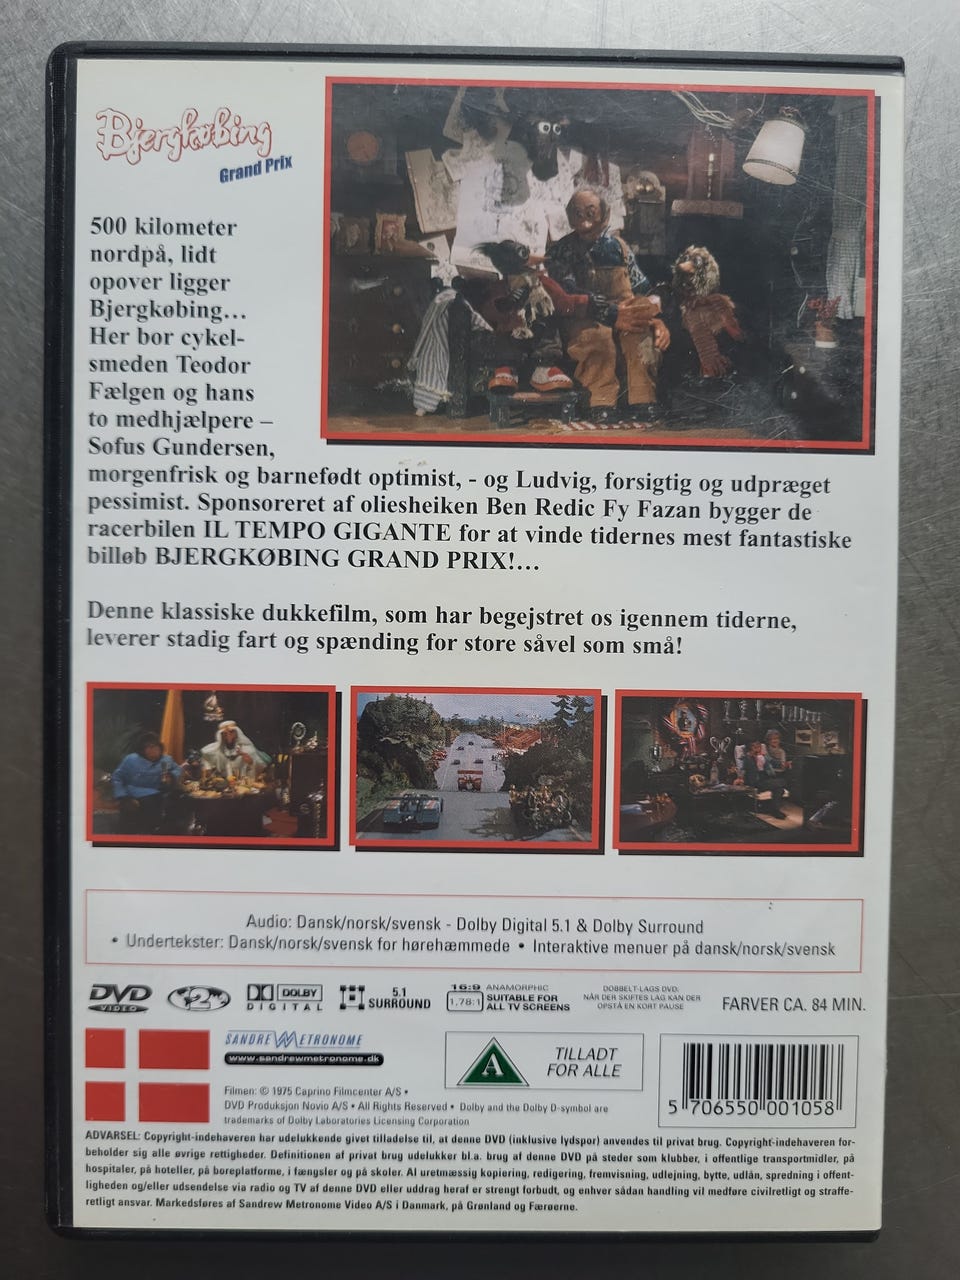 Bjergkøbing
Grand Prix
500 kilometer
nordpå, lidt
opover ligger
Bjergkøbing...
Her bor cykel-
smeden Teodor
Fælgen og hans
to medhjælpere –
Sofus Gundersen,
morgenfrisk og barnefødt optimist, - og Ludvig, forsigtig og udpræget
pessimist. Sponsoreret af oliesheiken Ben Redic Fy Fazan bygger de
racerbilen IL TEMPO GIGANTE for at vinde tidernes mest fantastiske
billøb BJERGKØBING GRAND PRIX!...
Denne klassiske dukkefilm, som har begejstret os igennem tiderne,
leverer stadig fart og spænding for store såvel som små!
Audio: Dansk/norsk/svensk - Dolby Digital 5.1 & Dolby Surround
• Undertekster: Dansk/norsk/svensk for hørehæmmede • Interaktive menuer på dansk/norsk/svensk
DVD
VIDEO
2
DOLBY
DIGITAL
5.1
SURROUND
16:9
1,78:1
ANAMORPHIC
SUITABLE FOR
ALL TV SCREENS
DOBBELT-LAGS DVD.
NÅR DER SKIFTES LAG KAN DER
OPSTÅ EN KORT PAUSE
FARVER CA. 84 MIN.
SANDREW METRONOME
www.sandrewmetronome.dk
A
TILLADT
FOR ALLE
Filmen: © 1975 Caprino Filmcenter A/S •
DVD Produksjon Novio A/S • All Rights Reserved • Dolby and the Dolby D-symbol are
trademarks of Dolby Laboratories Licensing Corporation
5 706550 001058
ADVARSEL: Copyright-indehaveren har udelukkende givet tilladelse til, at denne DVD (inklusive lydspor) anvendes til privat brug. Copyright-indehaveren for-
beholder sig alle øvrige rettigheder. Definitionen af privat brug udelukker bl.a. brug af denne DVD på steder som klubber, i offentlige transportmidler, på
hospitaler, på hoteller, på boreplatforme, i fængsler og på skoler. Al uretmæssig kopiering, redigering, fremvisning, udlejning, bytte, udlån, spredning i offent-
ligheden og/eller udsendelse via radio og TV af denne DVD eller uddrag heraf er strengt forbudt, og enhver sådan handling vil medføre civilretligt og straffe-
retligt ansvar. Markedsføres af Sandrew Metronome Video A/S i Danmark, på Grønland og Færøerne.